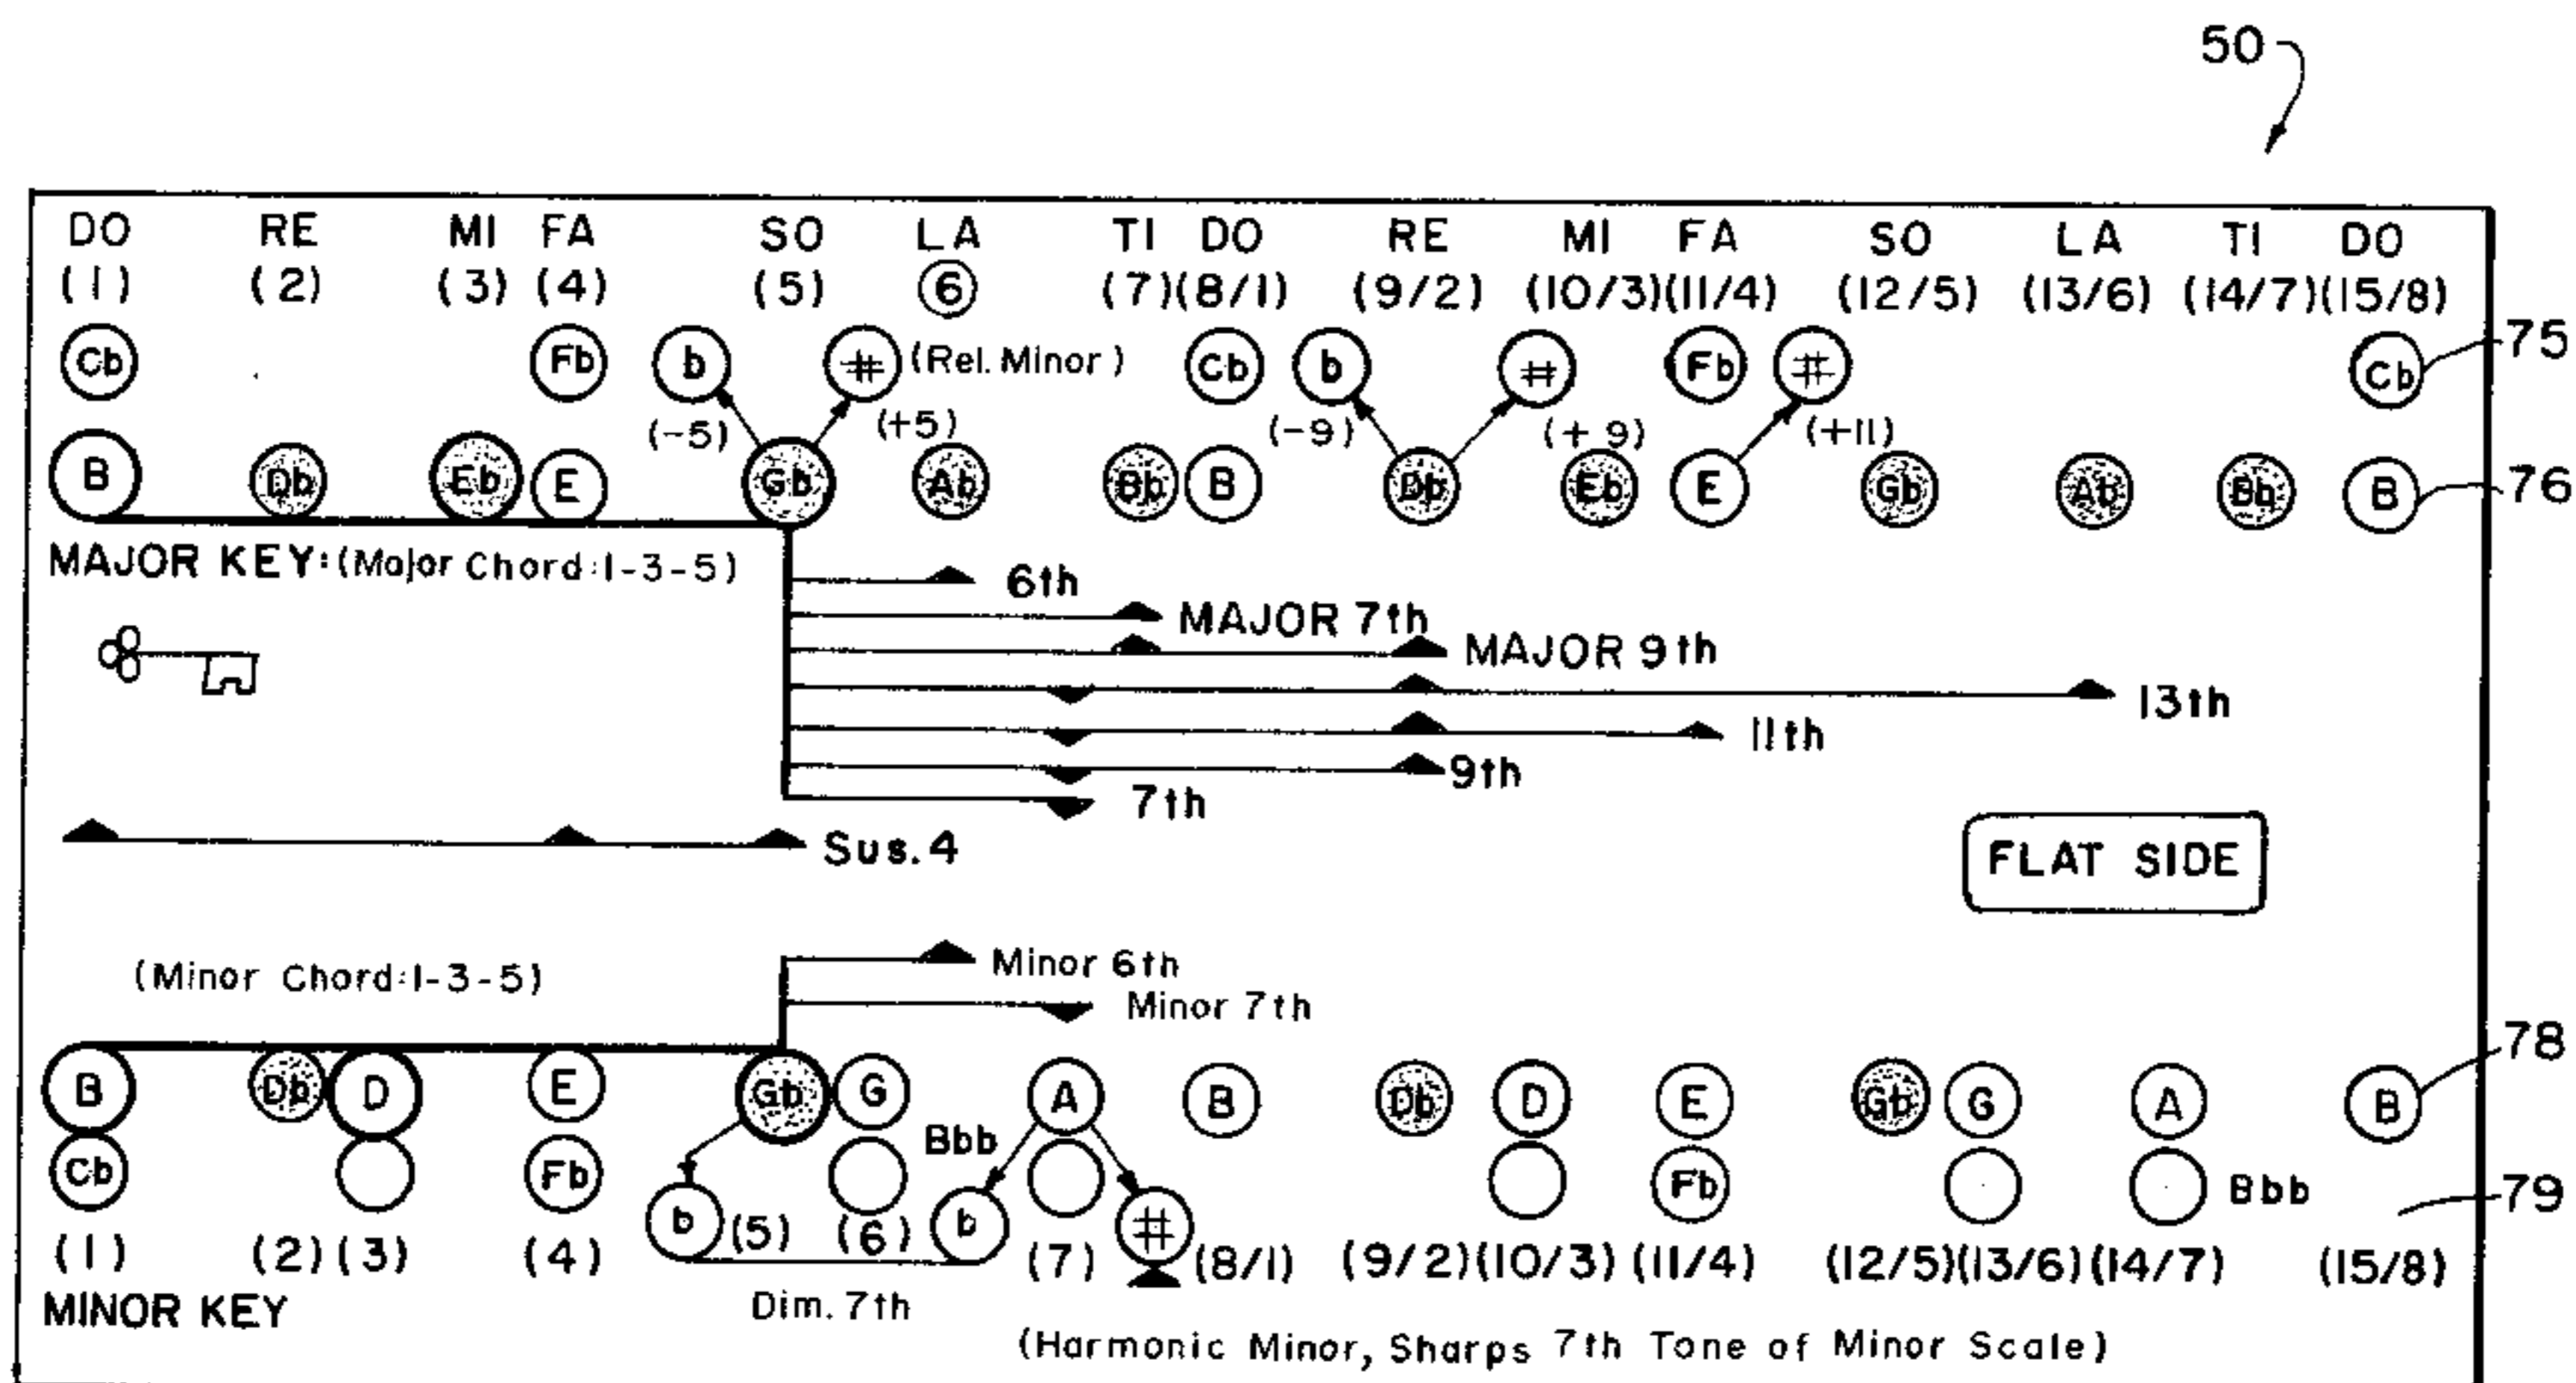 50
DO RE MI FA SO LA TI DO RE MI FA SO LA TI DO
(1) (2) (3) (4) (5) 6 (7) (8/1) (9/2) (10/3) (11/4) (12/5) (13/6) (14/7) (15/8)
Cb Fb b # (Rel. Minor) Cb b # Fb # Cb 75
(-5) (+5) (-9) (+9) (+11)
B Db Eb E Gb Ab Bb B Db Eb E Gb Ab Bb B 76
MAJOR KEY: (Major Chord: 1-3-5)
6th
MAJOR 7th
MAJOR 9th
13th
11th
9th
7th
Sus. 4
FLAT SIDE
(Minor Chord: 1-3-5)
Minor 6th
Minor 7th
B Db D E Gb G A B Db D E Gb G A B 78
Bbb
Cb Fb Fb Bbb 79
b b #
(1) (2) (3) (4) (5) (6) (7) (8/1) (9/2) (10/3) (11/4) (12/5) (13/6) (14/7) (15/8)
MINOR KEY
Dim. 7th
(Harmonic Minor, Sharps 7th Tone of Minor Scale)